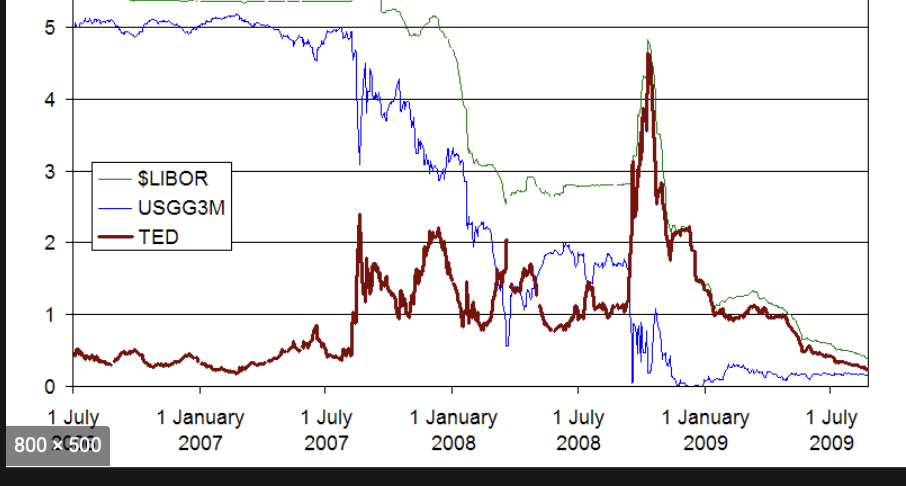 5
4
3
2
1
0
$LIBOR
USGG3M
TED
1 July
1 January
1 July
1 January
1 July
1 January
1 July
2007
2007
2008
2008
2009
2009
800 × 500